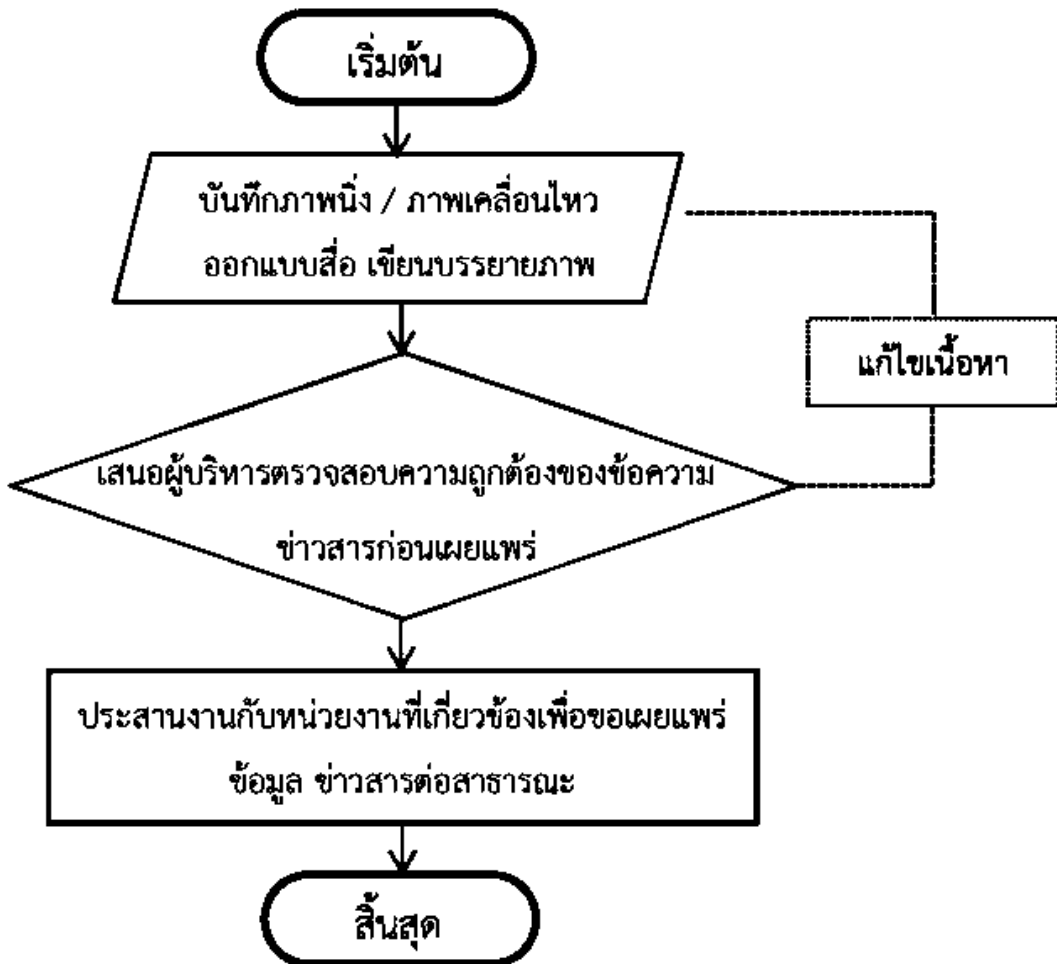 เริ่มต้น
บันทึกภาพนิ่ง / ภาพเคลื่อนไหว
ออกแบบสื่อ เขียนบรรยายภาพ
แก้ไขเนื้อหา
เสนอผู้บริหารตรวจสอบความถูกต้องของข้อความ
ข่าวสารก่อนเผยแพร่
ประสานงานกับหน่วยงานที่เกี่ยวข้องเพื่อขอเผยแพร่
ข้อมูล ข่าวสารต่อสาธารณะ
สิ้นสุด